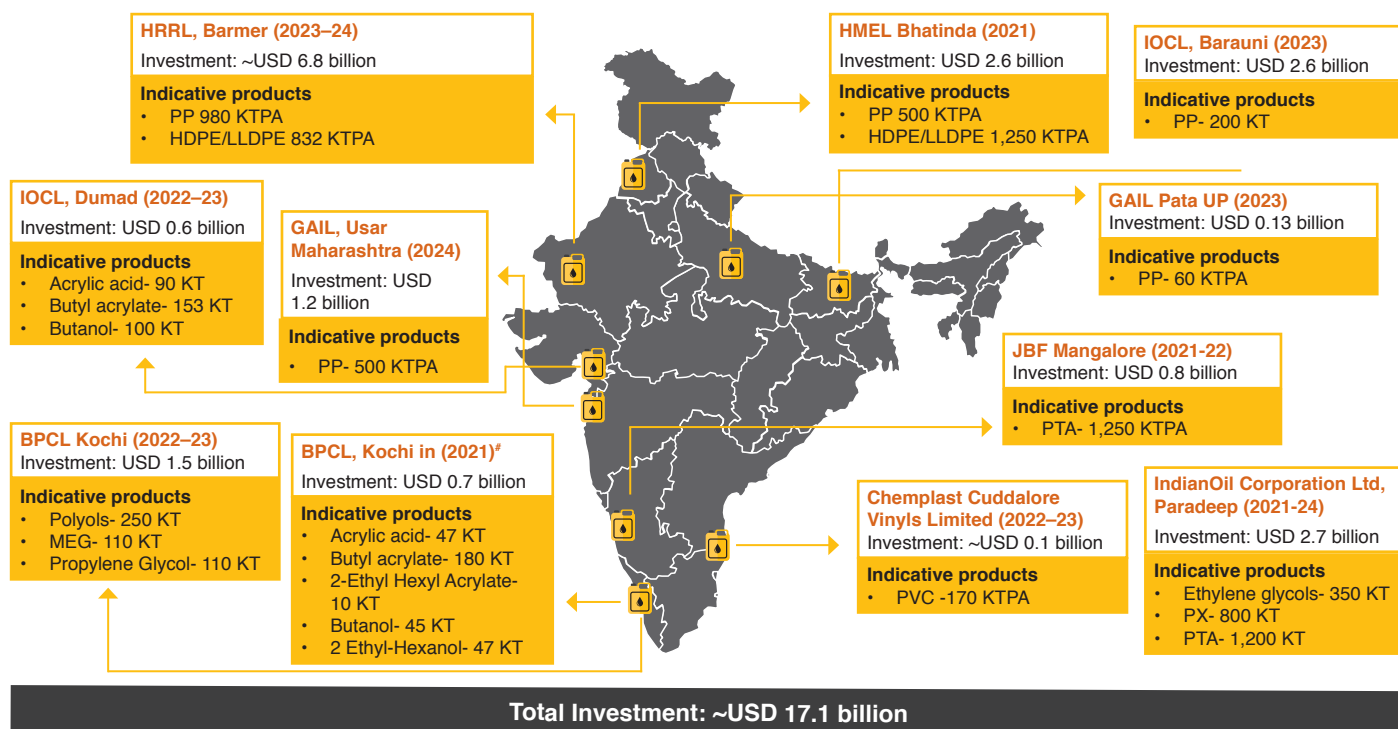 HRRL, Barmer (2023–24)
Investment: ~USD 6.8 billion
Indicative products
• PP 980 KTPA
• HDPE/LLDPE 832 KTPA
HMEL Bhatinda (2021)
Investment: USD 2.6 billion
Indicative products
• PP 500 KTPA
• HDPE/LLDPE 1,250 KTPA
IOCL, Barauni (2023)
Investment: USD 2.6 billion
Indicative products
• PP- 200 KT
IOCL, Dumad (2022–23)
Investment: USD 0.6 billion
Indicative products
• Acrylic acid- 90 KT
• Butyl acrylate- 153 KT
• Butanol- 100 KT
GAIL, Usar
Maharashtra (2024)
Investment: USD
1.2 billion
Indicative products
• PP- 500 KTPA
GAIL Pata UP (2023)
Investment: USD 0.13 billion
Indicative products
• PP- 60 KTPA
JBF Mangalore (2021-22)
Investment: USD 0.8 billion
Indicative products
• PTA- 1,250 KTPA
BPCL Kochi (2022–23)
Investment: USD 1.5 billion
Indicative products
• Polyols- 250 KT
• MEG- 110 KT
• Propylene Glycol- 110 KT
BPCL, Kochi in (2021)#
Investment: USD 0.7 billion
Indicative products
• Acrylic acid- 47 KT
• Butyl acrylate- 180 KT
• 2-Ethyl Hexyl Acrylate-
10 KT
• Butanol- 45 KT
• 2 Ethyl-Hexanol- 47 KT
Chemplast Cuddalore
Vinyls Limited (2022–23)
Investment: ~USD 0.1 billion
Indicative products
• PVC -170 KTPA
IndianOil Corporation Ltd,
Paradeep (2021-24)
Investment: USD 2.7 billion
Indicative products
• Ethylene glycols- 350 KT
• PX- 800 KT
• PTA- 1,200 KT
Total Investment: ~USD 17.1 billion